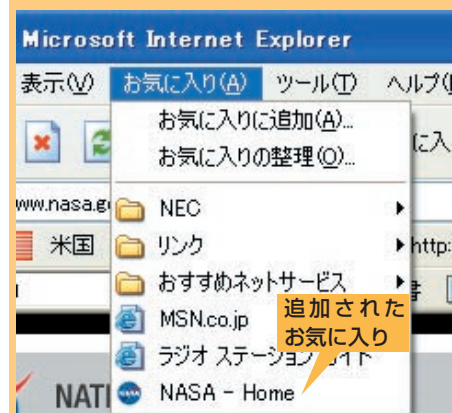 Microsoft Internet Explorer
表示(V) お気に入り(A) ツール(T) ヘルプ(
お気に入りに追加(A)...
に入
お気に入りの整理(O)...
ww.nasa.g
NEC
米国
リンク
http:
おすすめネットサービス
追加された
お気に入り
MSN.co.jp
ラジオ ステーション ガイド
NATI
NASA - Home